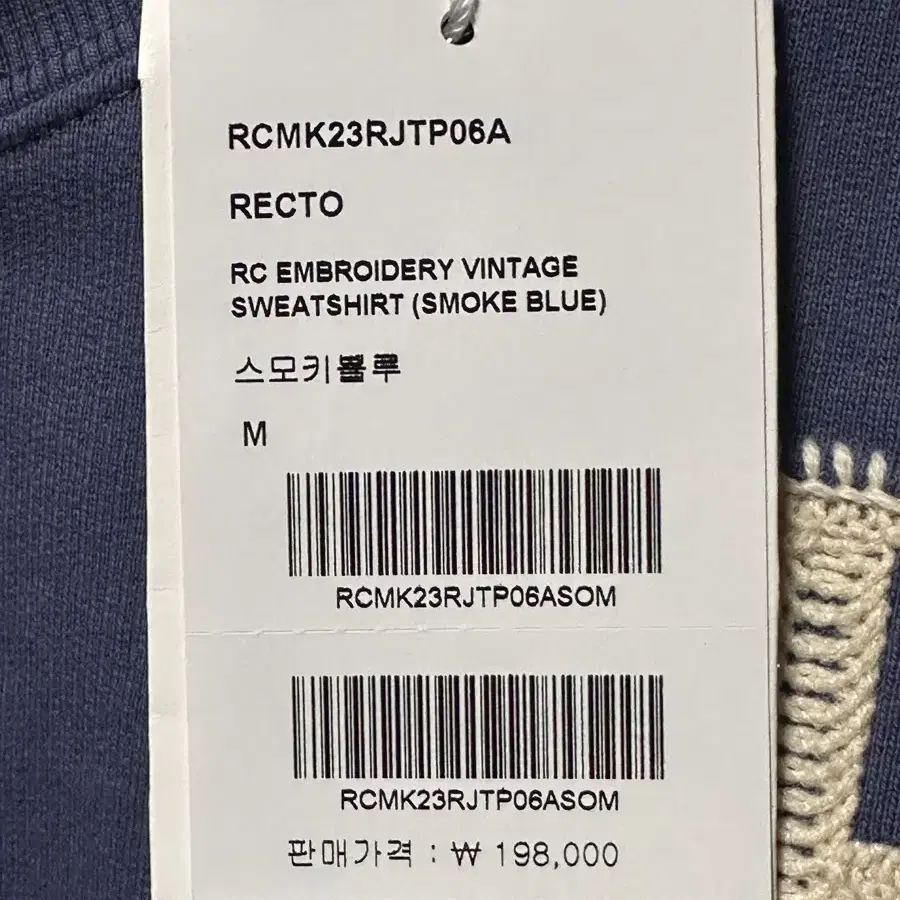 RCMK23RJTP06A
RECTO
RC EMBROIDERY VINTAGE
SWEATSHIRT (SMOKE BLUE)
스모키블루
M
RCMK23RJTP06ASOM
RCMK23RJTP06ASOM
판매가격 : ₩ 198,000